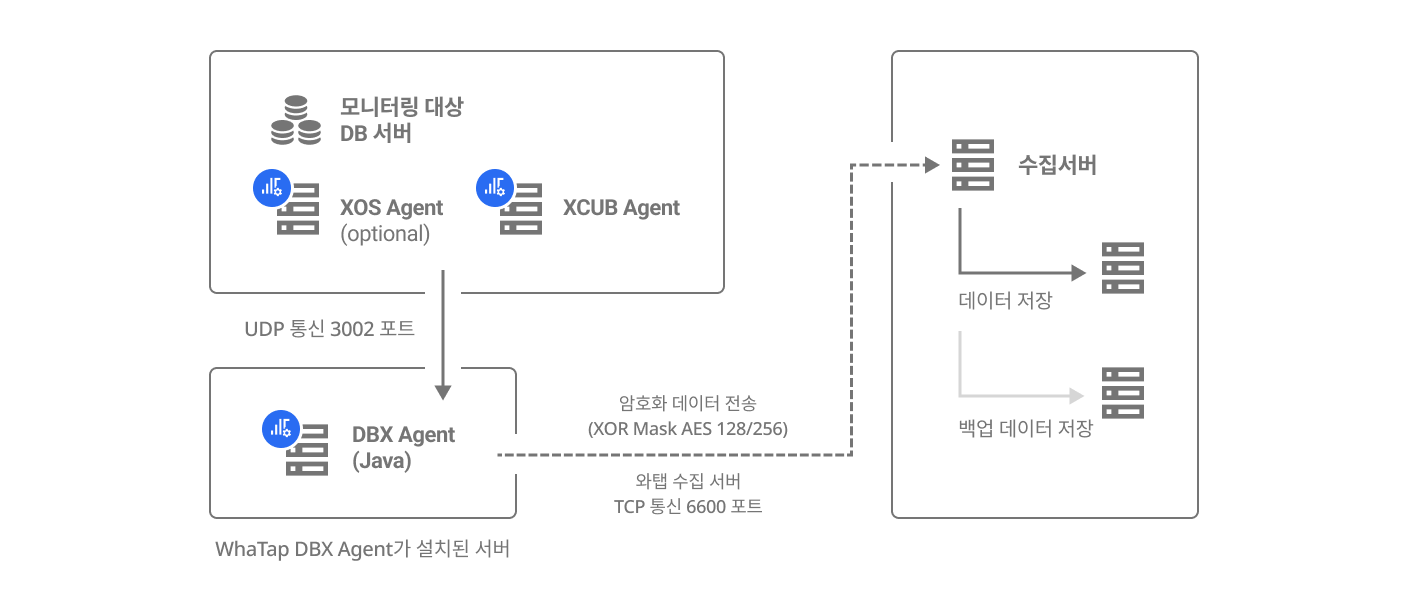 모니터링 대상
DB 서버
XOS Agent
(optional)
XCUB Agent
UDP 통신 3002 포트
DBX Agent
(Java)
WhaTap DBX Agent가 설치된 서버
암호화 데이터 전송
(XOR Mask AES 128/256)
와탭 수집 서버
TCP 통신 6600 포트
수집서버
데이터 저장
백업 데이터 저장